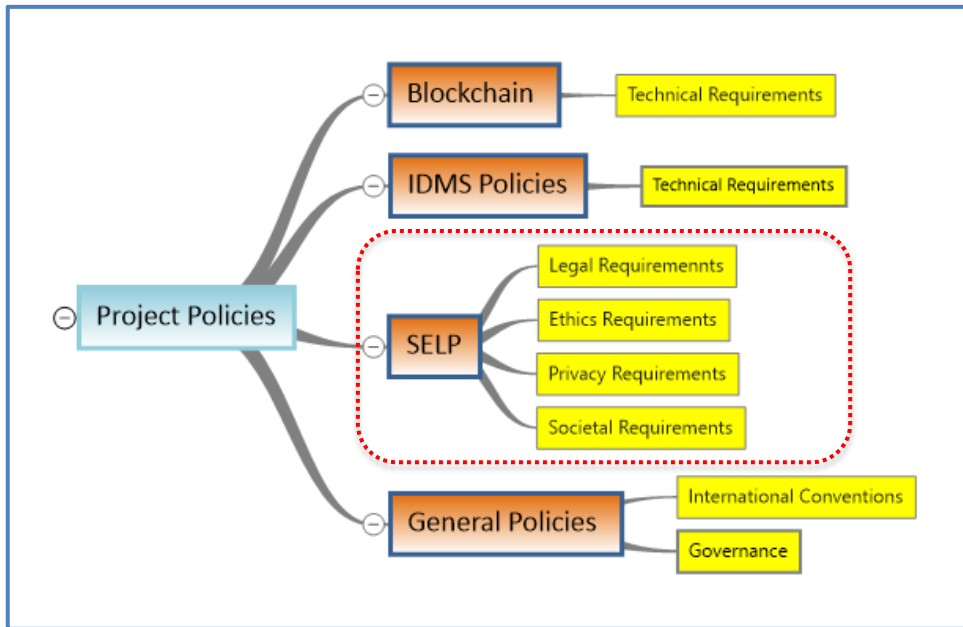 Project Policies
Blockchain
Technical Requirements
IDMS Policies
Technical Requirements
SELP
Legal Requiremennts
Ethics Requirements
Privacy Requirements
Societal Requirements
General Policies
International Conventions
Governance